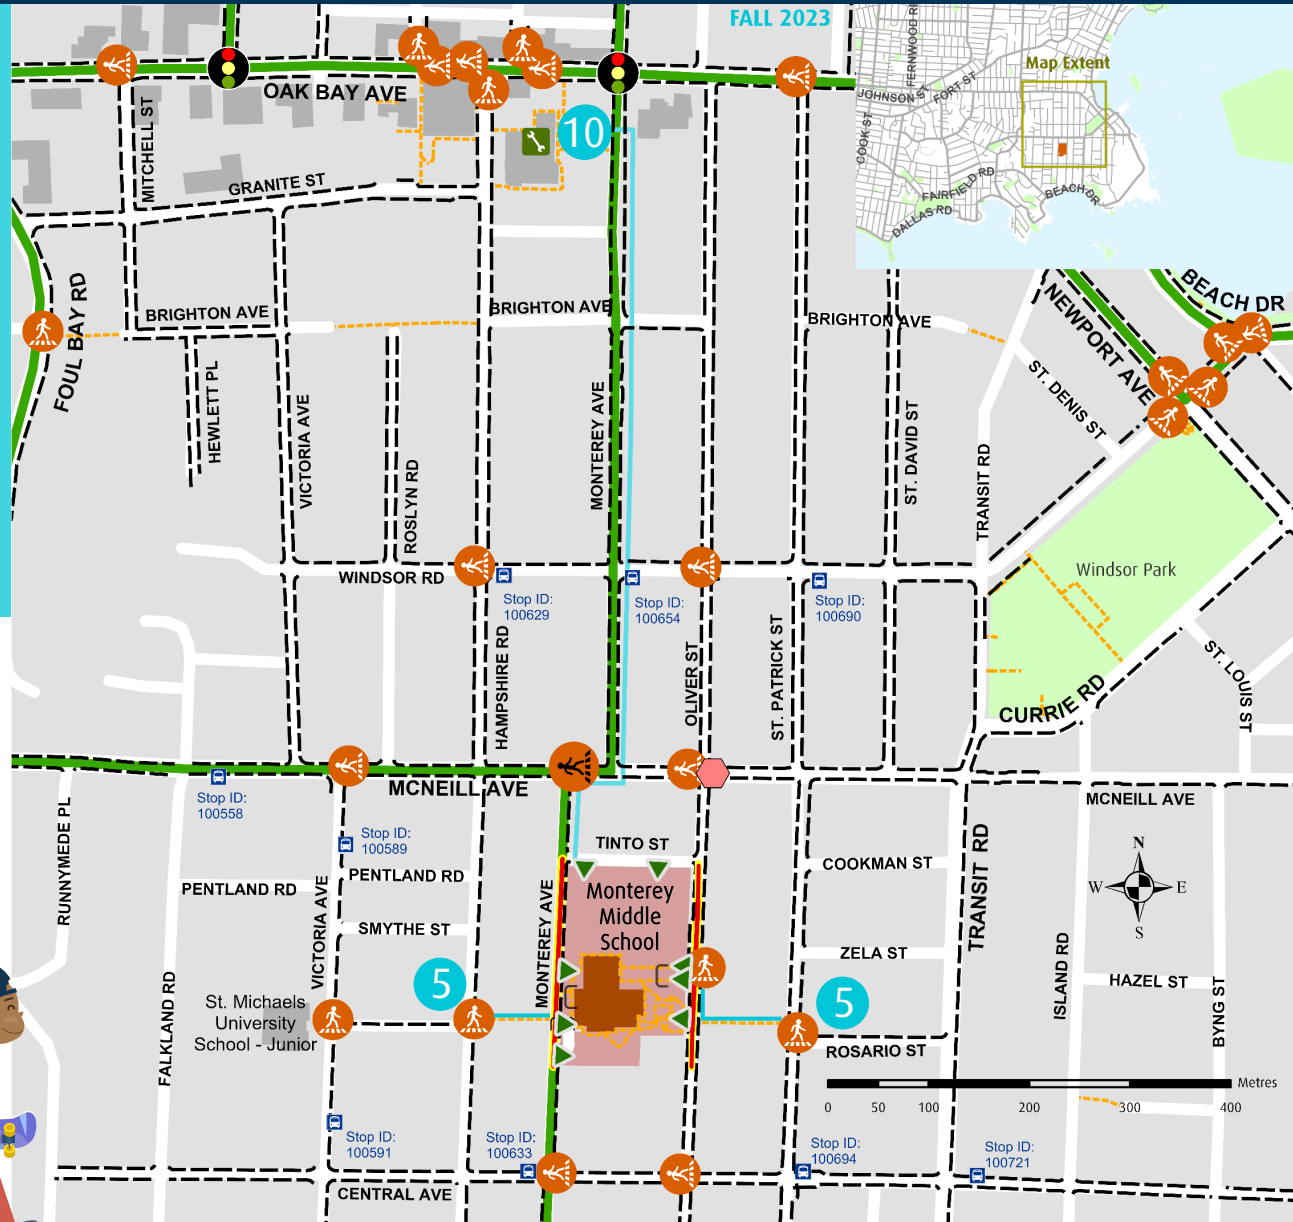 FALL 2023
Map Extent
FERNWOOD RD
JOHNSON ST
FORT ST
COOK ST
FAIRFIELD RD
BEACH DR
DALLAS RD
OAK BAY AVE
MITCHELL ST
10
GRANITE ST
FOUL BAY RD
BRIGHTON AVE
BRIGHTON AVE
BRIGHTON AVE
BEACH DR
NEWPORT AVE
HEWLETT PL
VICTORIA AVE
ROSLYN RD
MONTEREY AVE
ST. DAVID ST
TRANSIT RD
ST. DENIS ST
WINDSOR RD
Stop ID:
100629
Stop ID:
100654
Stop ID:
100690
Windsor Park
HAMPSHIRE RD
OLIVER ST
ST. PATRICK ST
CURRIE RD
ST. LOUIS ST
MCNEILL AVE
MCNEILL AVE
Stop ID:
100558
Stop ID:
100589
TINTO ST
COOKMAN ST
RUNNYMEDE PL
PENTLAND RD
PENTLAND RD
VICTORIA AVE
SMYTHE ST
MONTEREY AVE
Monterey
Middle
School
TRANSIT RD
N
W
E
S
ZELA ST
ISLAND RD
HAZEL ST
BYNG ST
5
5
FALKLAND RD
St. Michaels
University
School - Junior
ROSARIO ST
Metres
0 50 100 200 300 400
Stop ID:
100591
Stop ID:
100633
Stop ID:
100694
Stop ID:
100721
CENTRAL AVE